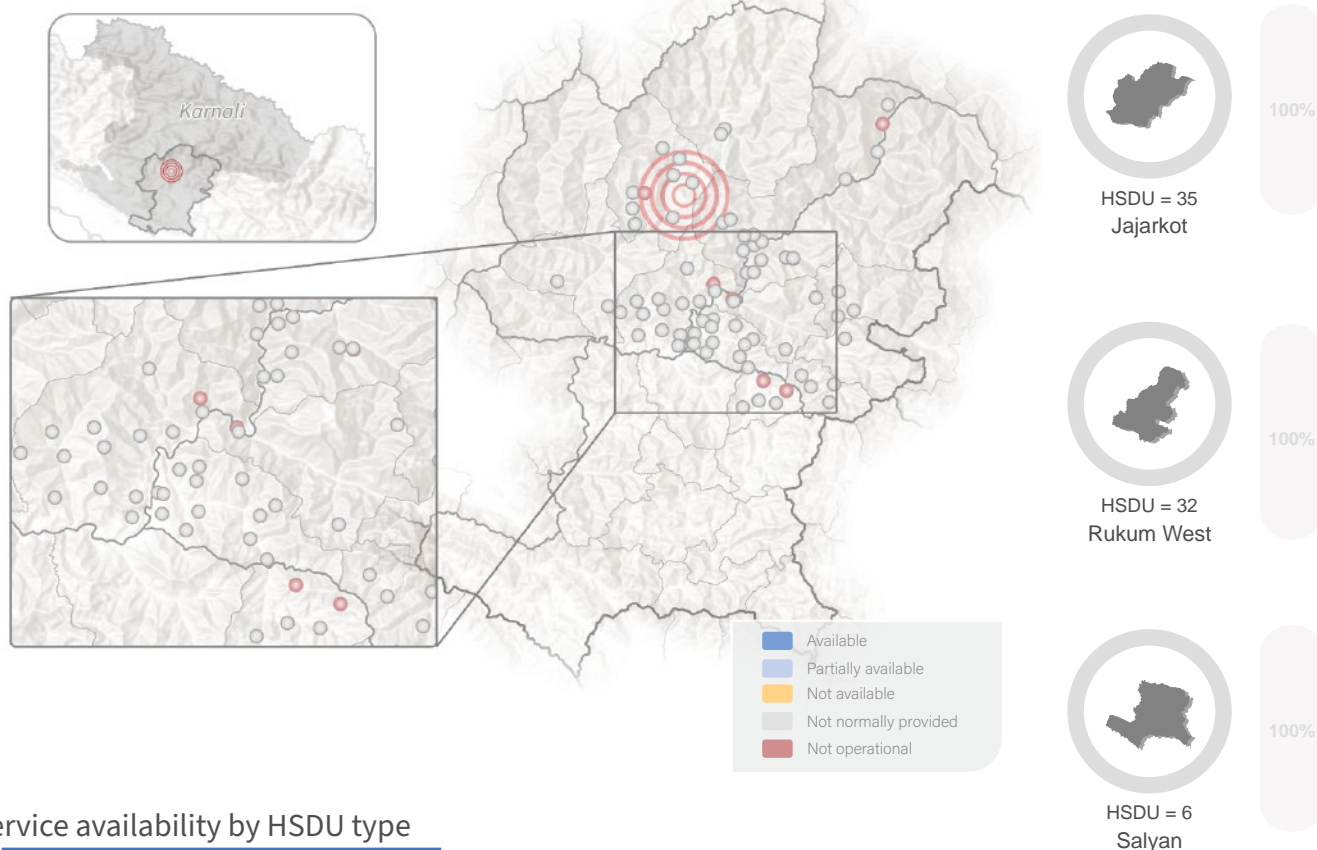 Karnali
100%
HSDU = 35
Jajarkot
100%
HSDU = 32
Rukum West
Available
Partially available
Not available
Not normally provided
Not operational
100%
HSDU = 6
Salyan
ervice availability by HSDU type